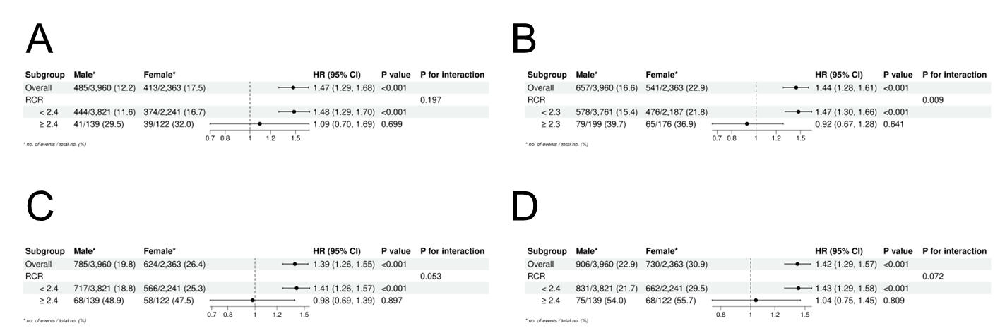 A
Subgroup Male* Female* HR (95% CI) P value P for interaction
Overall 485/3,960 (12.2) 413/2,363 (17.5) 1.47 (1.29, 1.68) <0.001
RCR 0.197
< 2.4 444/3,821 (11.6) 374/2,241 (16.7) 1.48 (1.29, 1.70) <0.001
≥ 2.4 41/139 (29.5) 39/122 (32.0) 1.09 (0.70, 1.69) 0.699
0.7 0.8 1 1.2 1.5
* no. of events / total no. (%)
B
Subgroup Male* Female* HR (95% CI) P value P for interaction
Overall 657/3,960 (16.6) 541/2,363 (22.9) 1.44 (1.28, 1.61) <0.001
RCR 0.009
< 2.3 578/3,761 (15.4) 476/2,187 (21.8) 1.47 (1.30, 1.66) <0.001
≥ 2.3 79/199 (39.7) 65/176 (36.9) 0.92 (0.67, 1.28) 0.641
0.7 0.8 1 1.2 1.5
* no. of events / total no. (%)
C
Subgroup Male* Female* HR (95% CI) P value P for interaction
Overall 785/3,960 (19.8) 624/2,363 (26.4) 1.39 (1.26, 1.55) <0.001
RCR 0.053
< 2.4 717/3,821 (18.8) 566/2,241 (25.3) 1.41 (1.26, 1.57) <0.001
≥ 2.4 68/139 (48.9) 58/122 (47.5) 0.98 (0.69, 1.39) 0.897
0.7 0.8 1 1.2 1.5
* no. of events / total no. (%)
D
Subgroup Male* Female* HR (95% CI) P value P for interaction
Overall 906/3,960 (22.9) 730/2,363 (30.9) 1.42 (1.29, 1.57) <0.001
RCR 0.072
< 2.4 831/3,821 (21.7) 662/2,241 (29.5) 1.43 (1.29, 1.58) <0.001
≥ 2.4 75/139 (54.0) 68/122 (55.7) 1.04 (0.75, 1.45) 0.809
0.8 1 1.2 1.5
* no. of events / total no. (%)